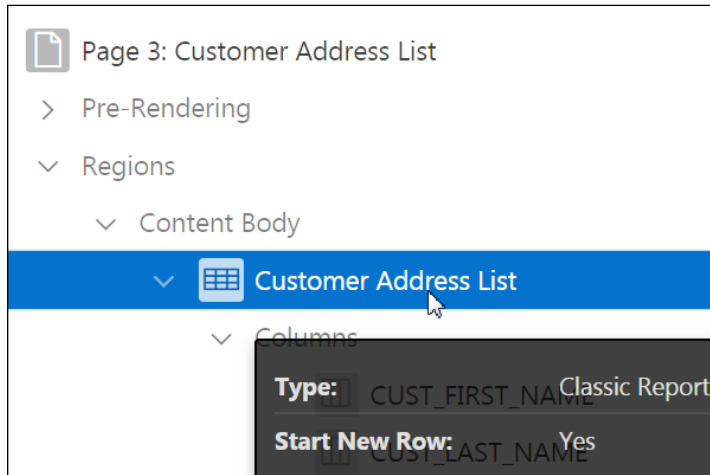 Page 3: Customer Address List
Pre-Rendering
Regions
Content Body
Customer Address List
Columns
Type: Classic Report
CUST_FIRST_NAME
Start New Row: Yes
CUST_LAST_NAME